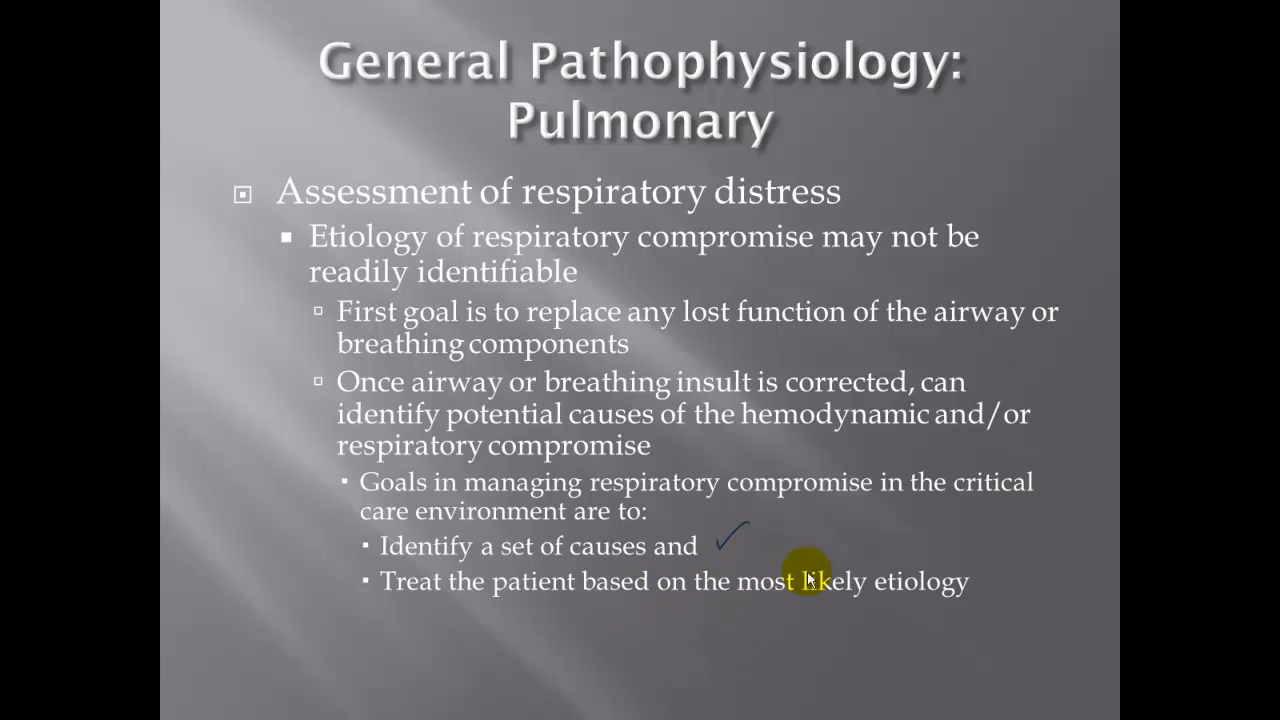 General Pathophysiology:
Pulmonary
Assessment of respiratory distress
Etiology of respiratory compromise may not be
readily identifiable
First goal is to replace any lost function of the airway or
breathing components
Once airway or breathing insult is corrected, can
identify potential causes of the hemodynamic and/or
respiratory compromise
Goals in managing respiratory compromise in the critical
care environment are to:
Identify a set of causes and
Treat the patient based on the most likely etiology